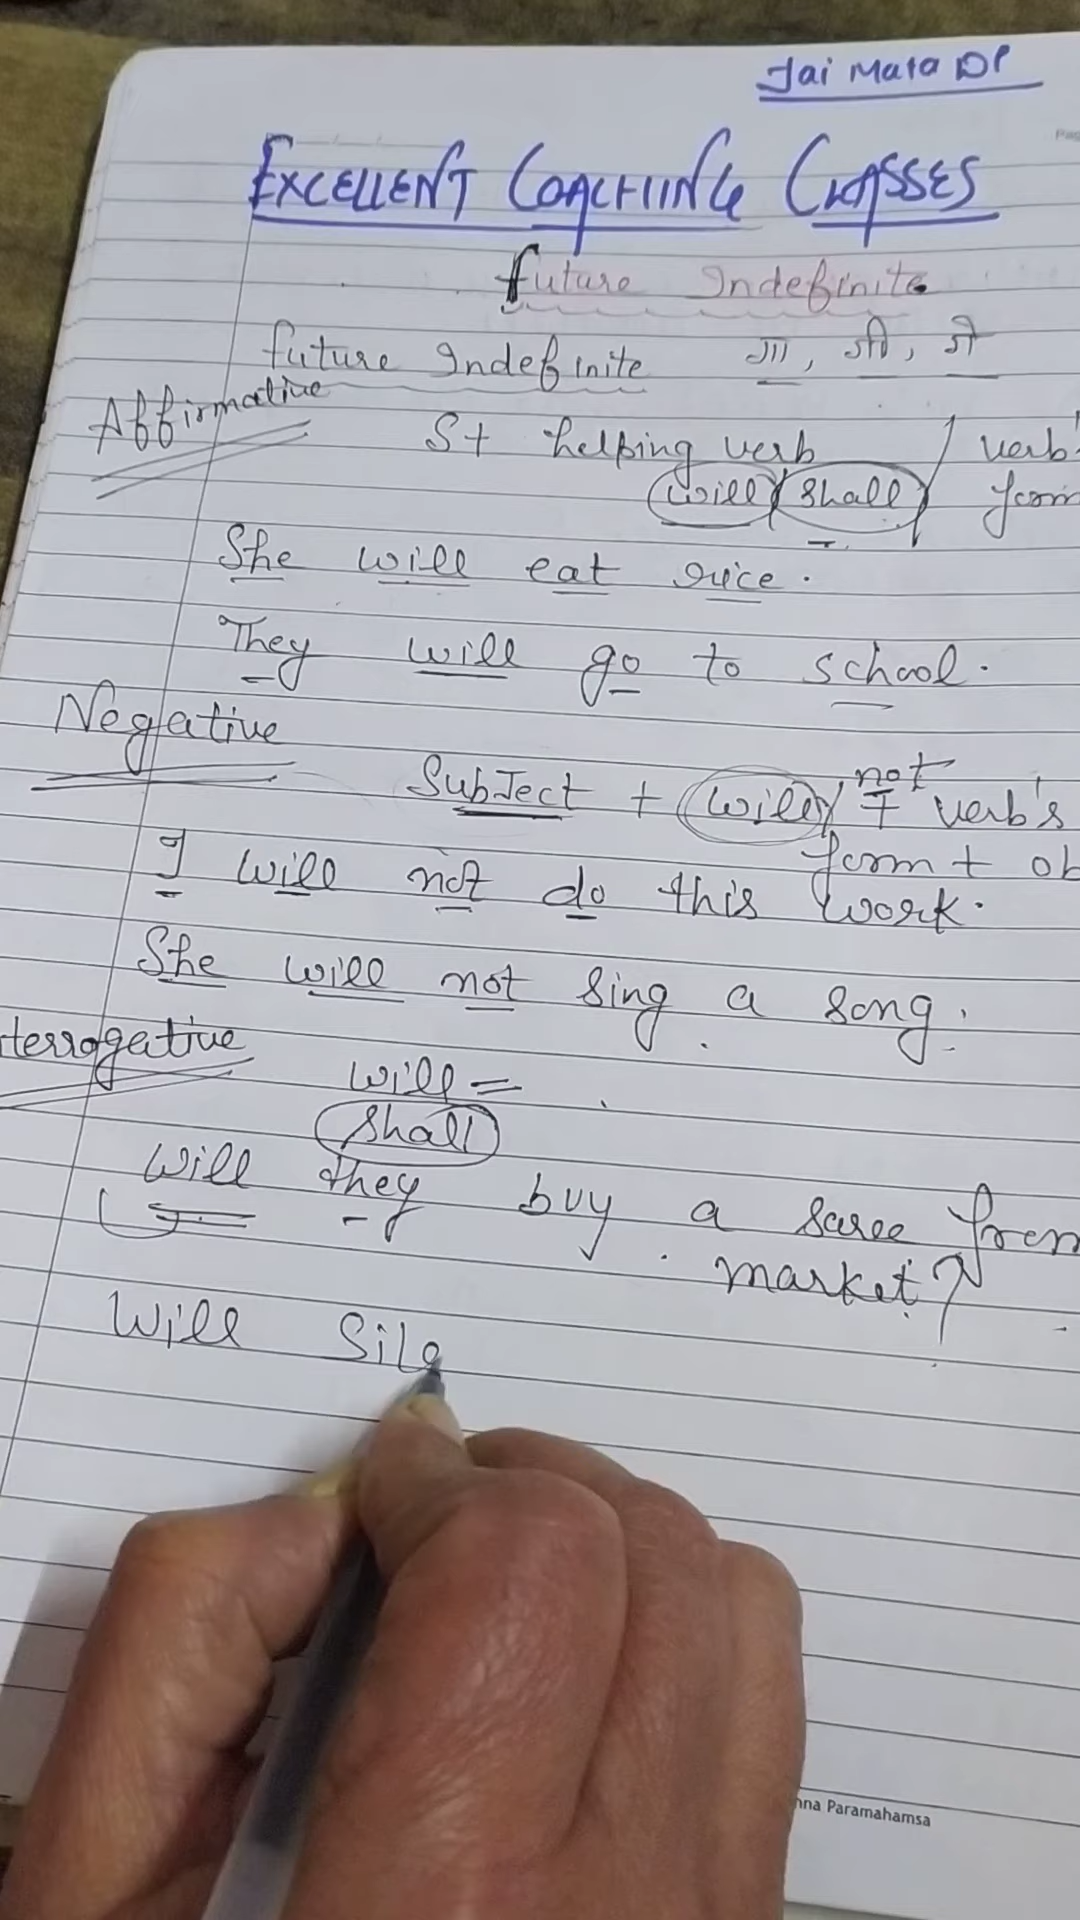 Jai Mata DI
EXCELLENT COACHING CLASSES
Future Indefinite
Future Indefinite गा, गी, गे
Affirmative
S+ helping verb / verb'
will/shall/ form
She will eat rice.
They will go to school.
Negative
Subject + will/ not + verb's
form + ob
I will not do this work.
She will not sing a song.
terrogative
will=
shall
Will they buy a saree from
market?
Will Sile
nna Paramahamsa